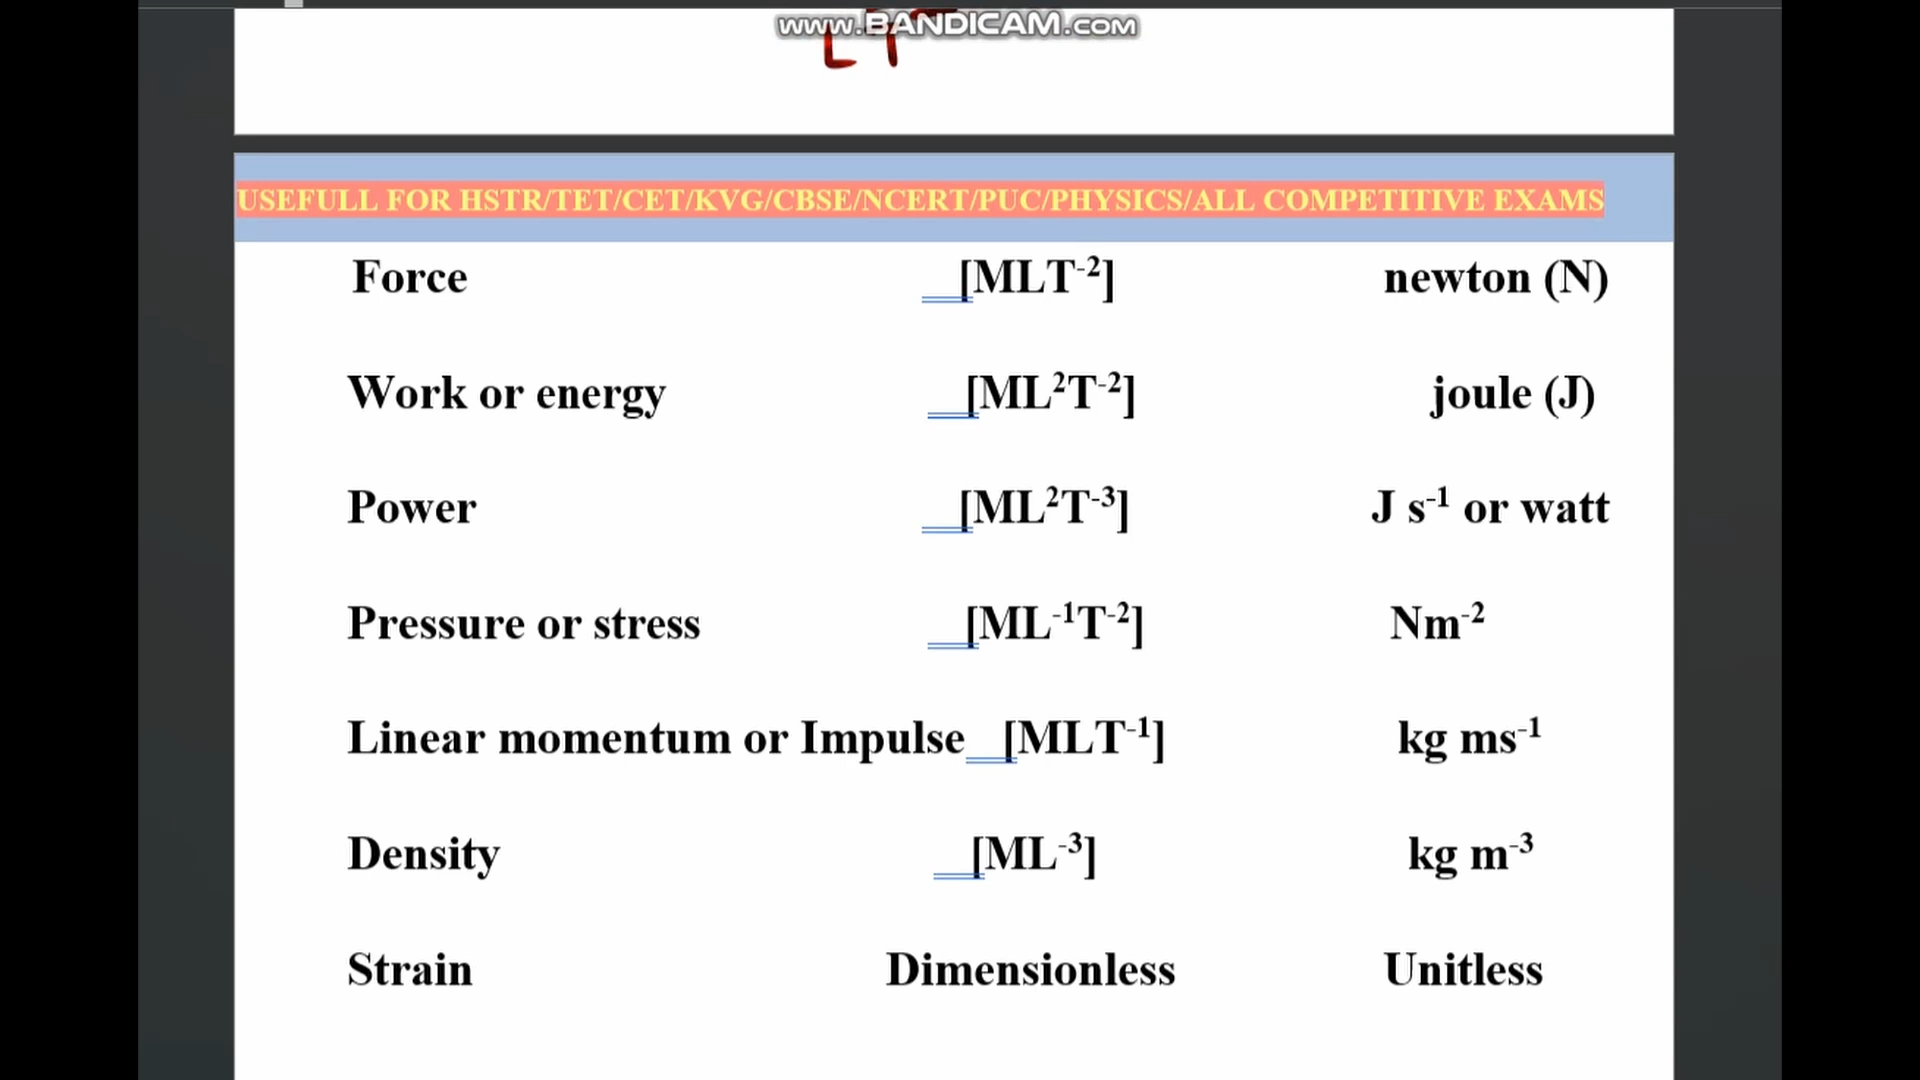 www.BANDICAM.com
USEFULL FOR HSTR/TET/CET/KVG/CBSE/NCERT/PUC/PHYSICS/ALL COMPETITIVE EXAMS
Force [MLT⁻²] newton (N)
Work or energy [ML²T⁻²] joule (J)
Power [ML²T⁻³] J s⁻¹ or watt
Pressure or stress [ML⁻¹T⁻²] Nm⁻²
Linear momentum or Impulse [MLT⁻¹] kg ms⁻¹
Density [ML⁻³] kg m⁻³
Strain Dimensionless Unitless